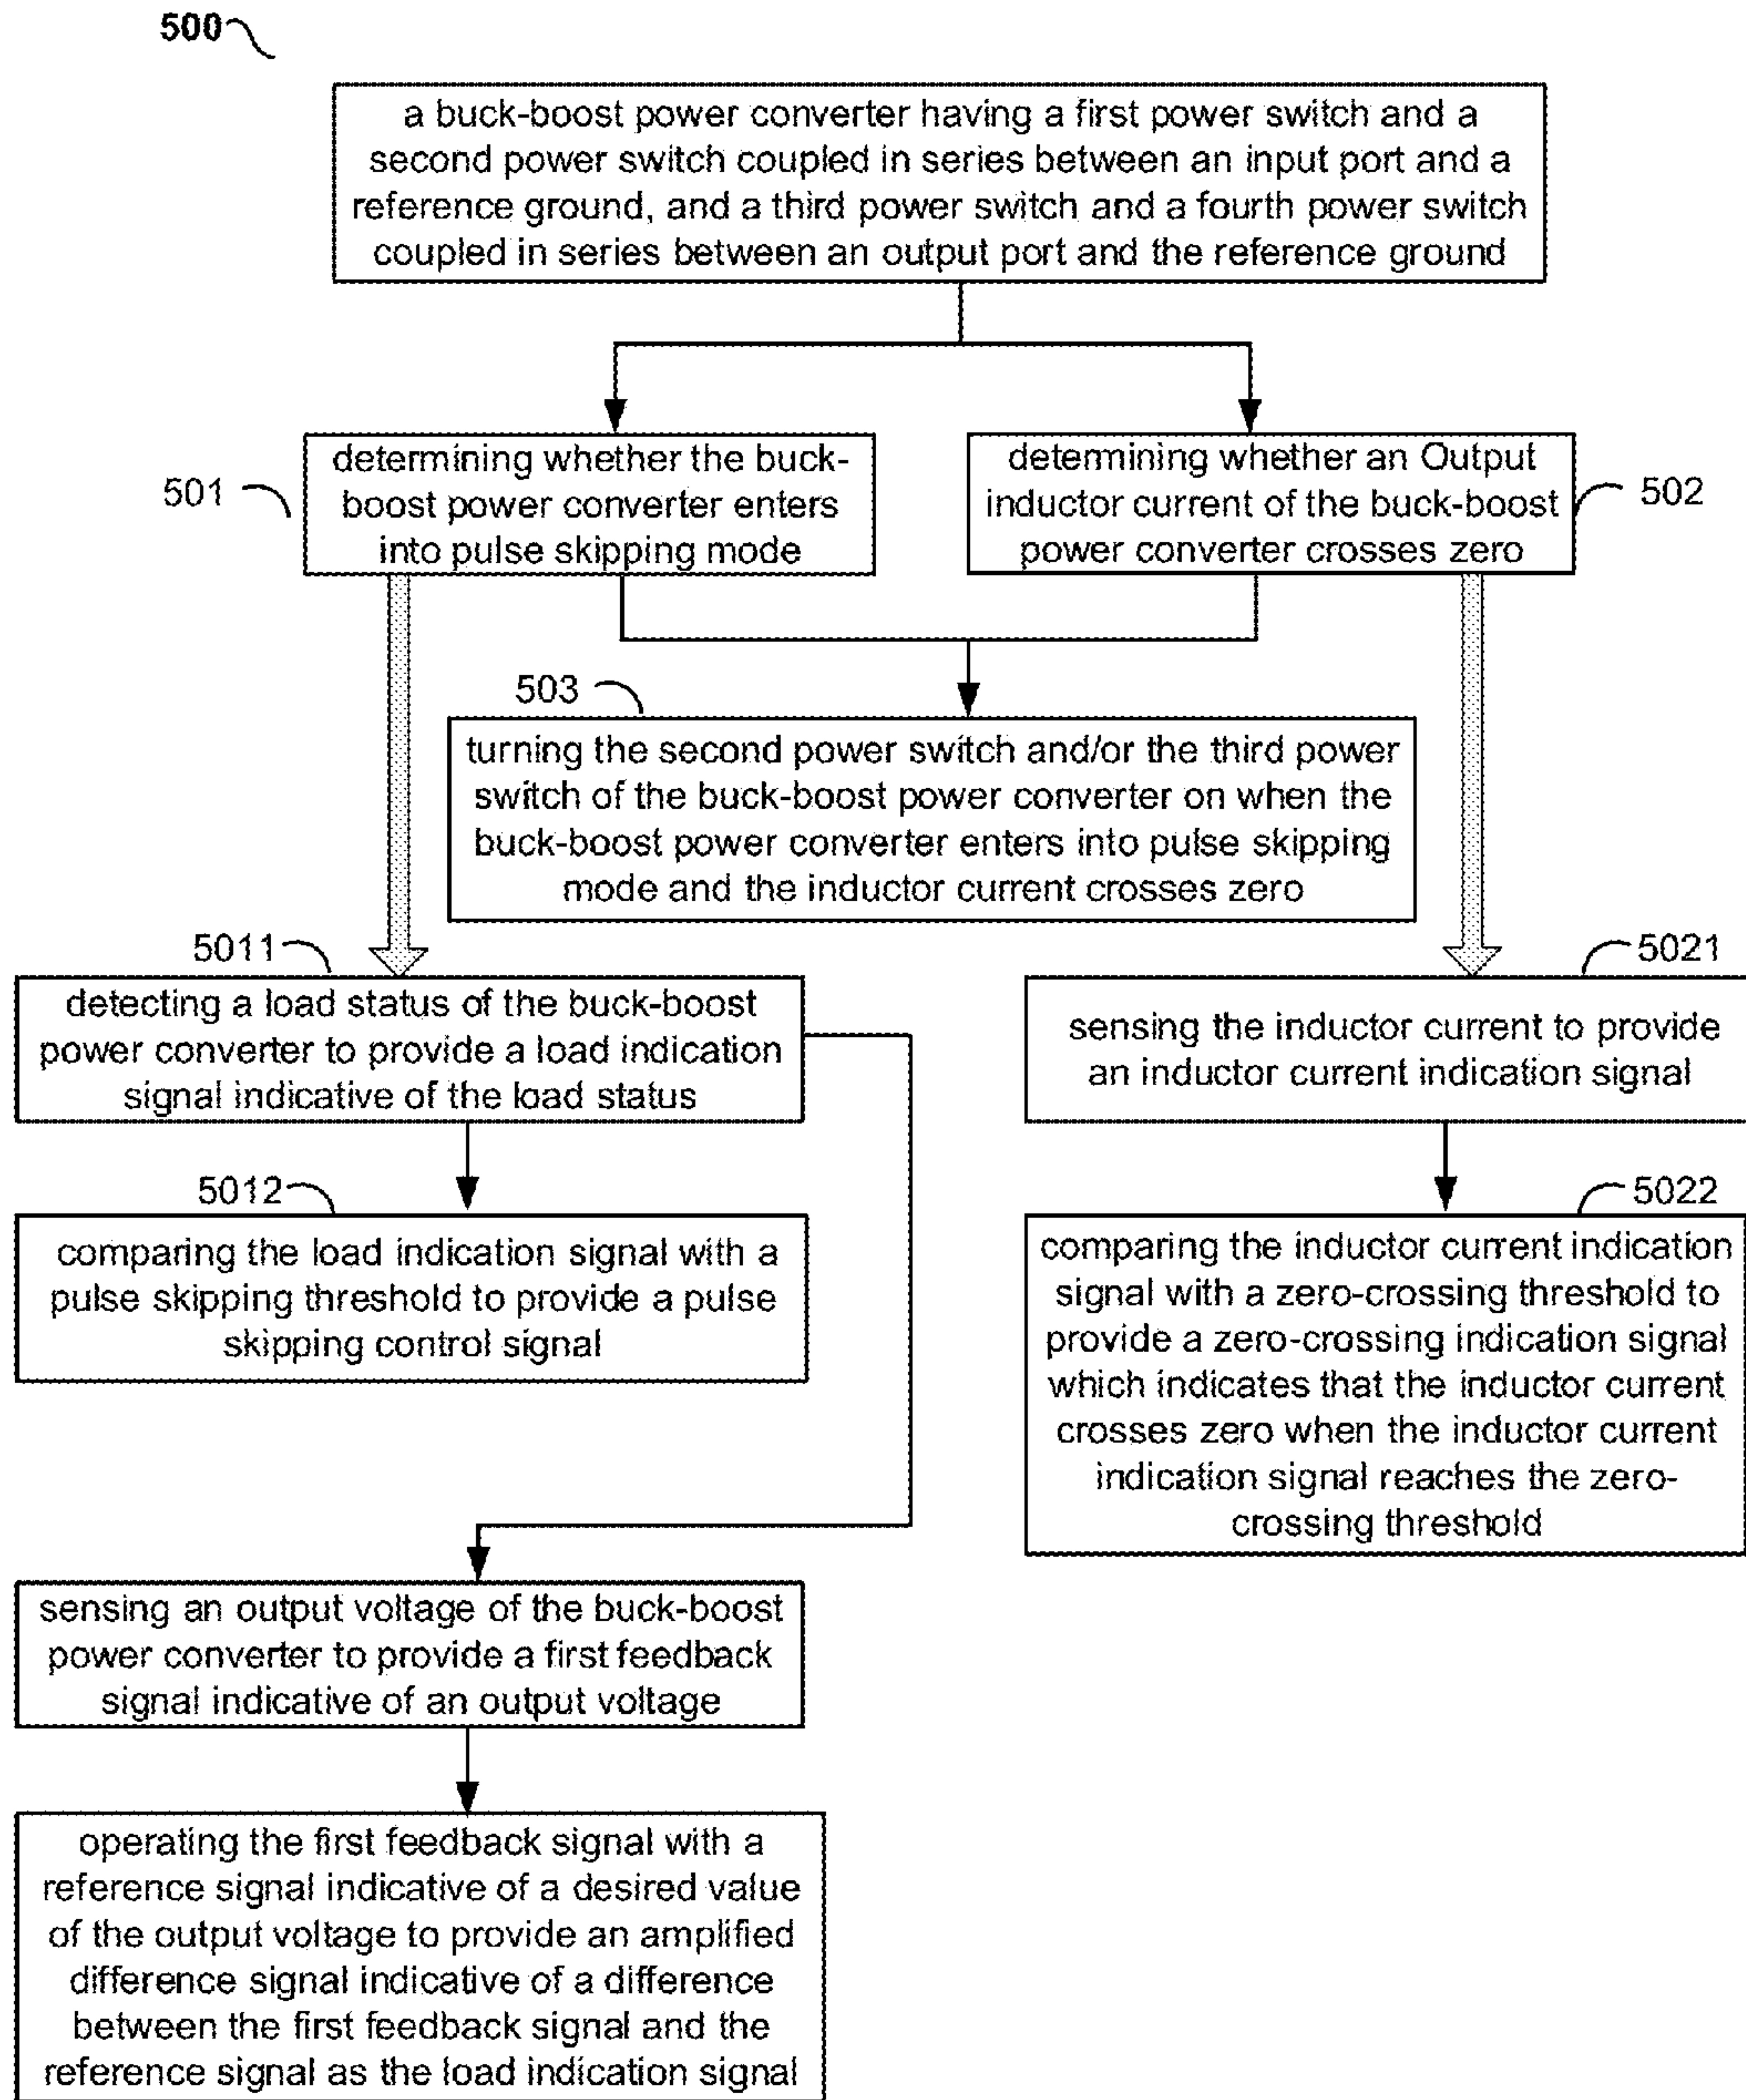 500
a buck-boost power converter having a first power switch and a
second power switch coupled in series between an input port and a
reference ground, and a third power switch and a fourth power switch
coupled in series between an output port and the reference ground
501
determining whether the buck-
boost power converter enters
into pulse skipping mode
determining whether an Output
inductor current of the buck-boost
power converter crosses zero
502
503
turning the second power switch and/or the third power
switch of the buck-boost power converter on when the
buck-boost power converter enters into pulse skipping
mode and the inductor current crosses zero
5011
detecting a load status of the buck-boost
power converter to provide a load indication
signal indicative of the load status
5021
sensing the inductor current to provide
an inductor current indication signal
5012
comparing the load indication signal with a
pulse skipping threshold to provide a pulse
skipping control signal
5022
comparing the inductor current indication
signal with a zero-crossing threshold to
provide a zero-crossing indication signal
which indicates that the inductor current
crosses zero when the inductor current
indication signal reaches the zero-
crossing threshold
sensing an output voltage of the buck-boost
power converter to provide a first feedback
signal indicative of an output voltage
operating the first feedback signal with a
reference signal indicative of a desired value
of the output voltage to provide an amplified
difference signal indicative of a difference
between the first feedback signal and the
reference signal as the load indication signal